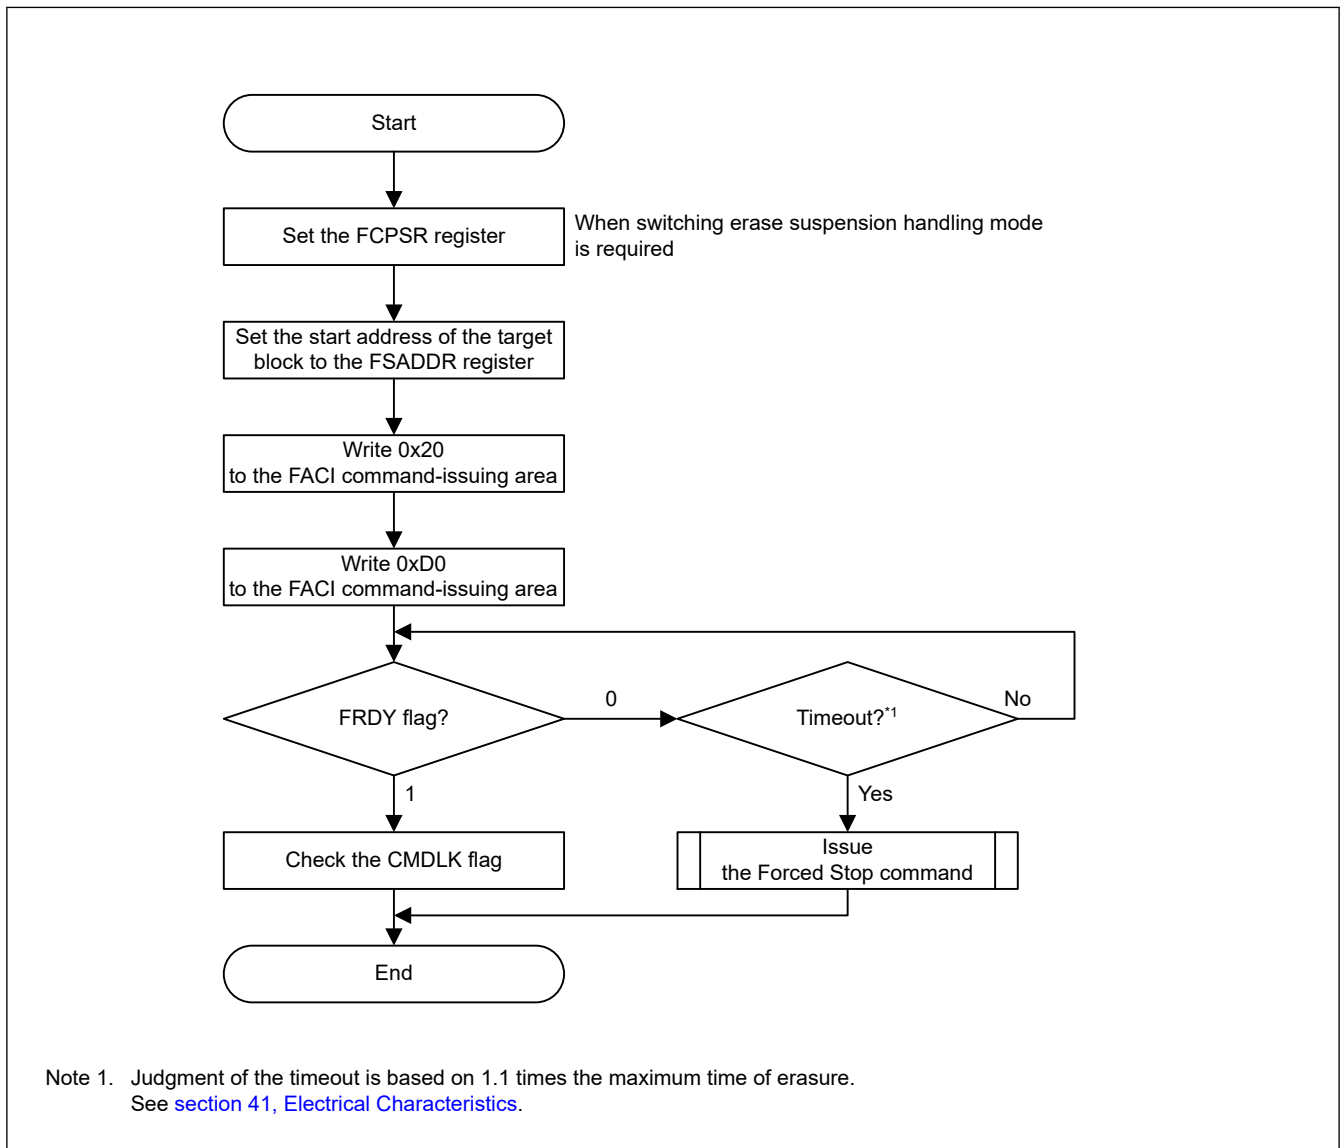 Start
Set the FCPSR register
When switching erase suspension handling mode
is required
Set the start address of the target
block to the FSADDR register
Write 0x20
to the FACI command-issuing area
Write 0xD0
to the FACI command-issuing area
FRDY flag?
0
Timeout?*1
No
1
Yes
Check the CMDLK flag
Issue
the Forced Stop command
End
Note 1. Judgment of the timeout is based on 1.1 times the maximum time of erasure.
See section 41, Electrical Characteristics.